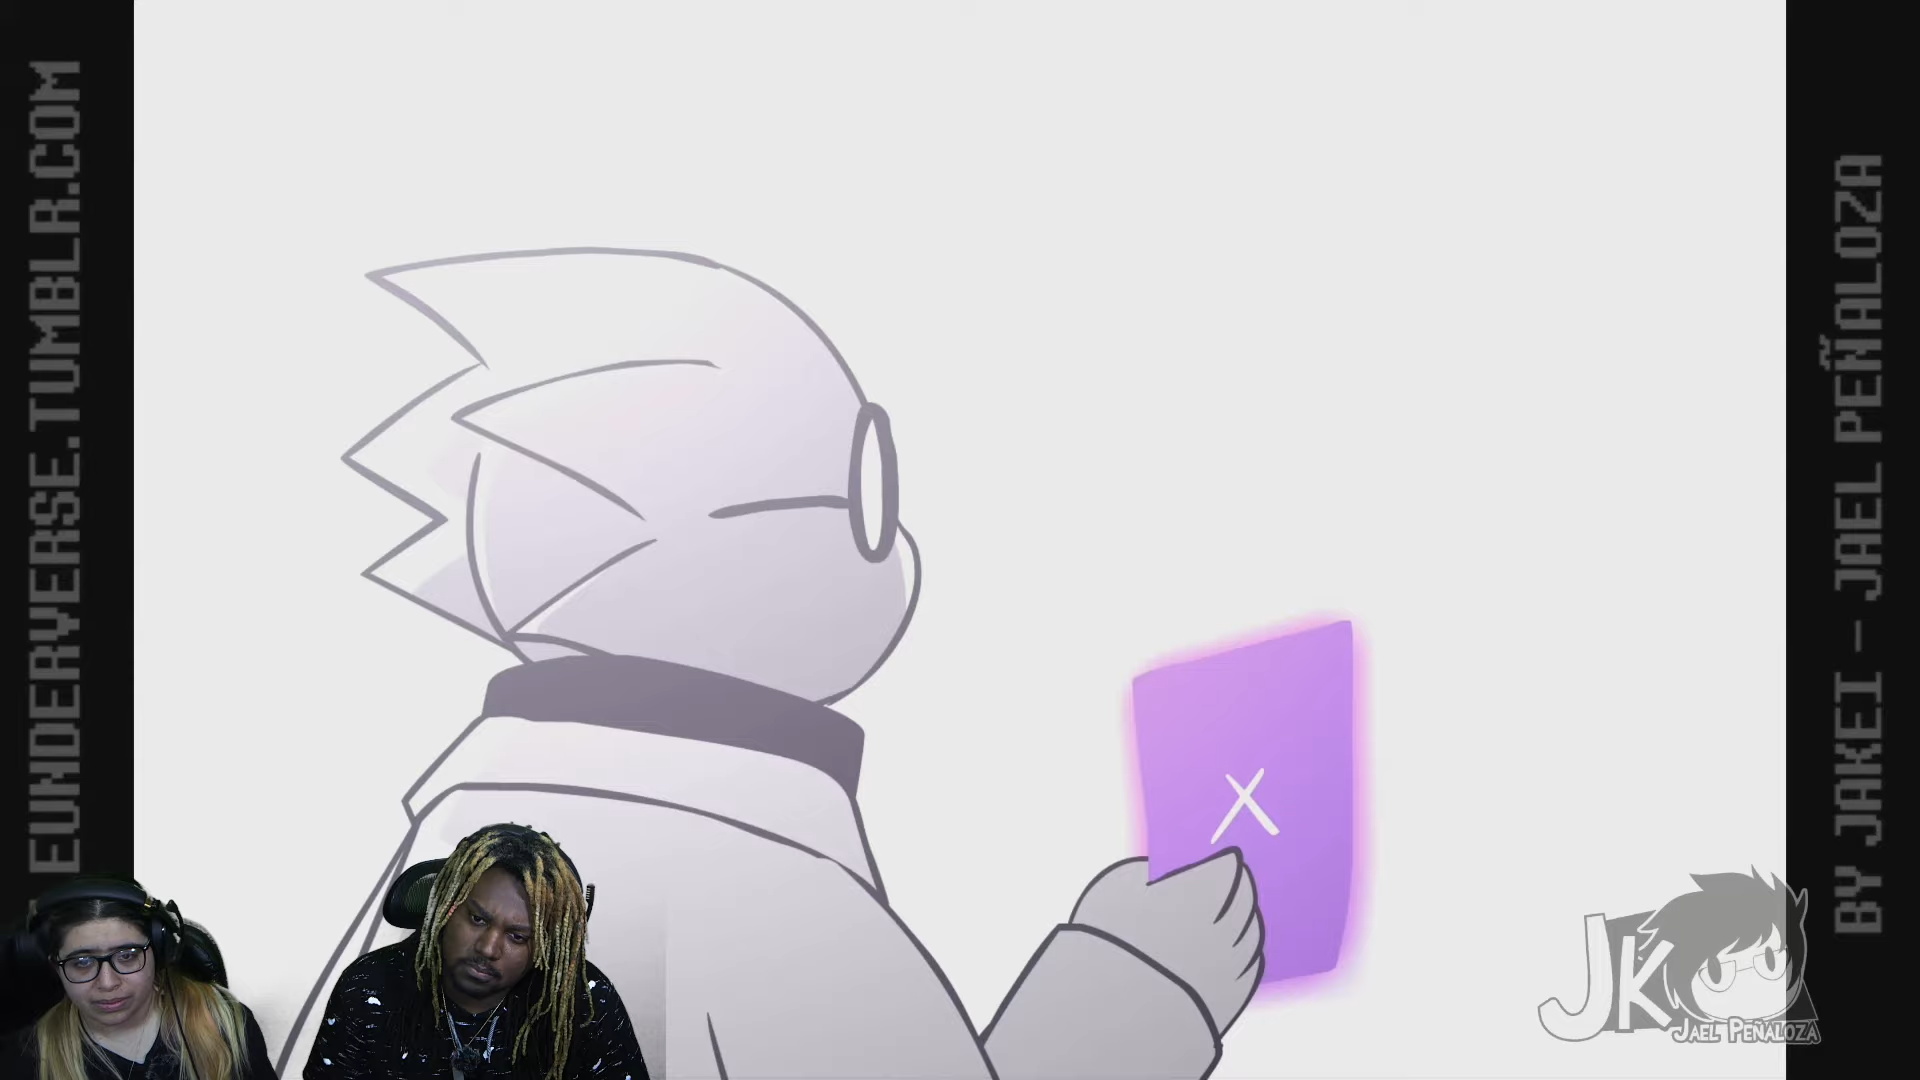 EUNDERVERSE.TUMBLR.COM
X
JK
JAEL PEÑALOZA
BY JAKEI - JAEL PEÑALOZA